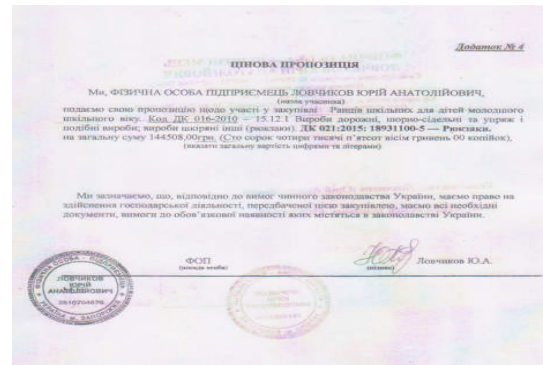 Додаток № 4
ЦІНОВА ПРОПОЗИЦІЯ
Ми, ФІЗИЧНА ОСОБА ПІДПРИЄМЕЦЬ ЛОВЧИКОВ ЮРІЙ АНАТОЛІЙОВИЧ,
(назва учасника)
подаємо свою пропозицію щодо участі у закупівлі Ранців шкільних для дітей молодшого
шкільного віку. Код ДК 016-2010 – 15.12.1 Вироби дорожні, шорно-сідельні та упряж і
подібні вироби; вироби шкіряні інші (рюкзаки). ДК 021:2015: 18931100-5 — Рюкзаки.
на загальну суму 144508,00грн. (Сто сорок чотири тисячі п’ятсот вісім гривень 00 копійок),
(вказати загальну вартість цифрами та літерами)
Ми зазначаємо, що, відповідно до вимог чинного законодавства України, маємо право на
здійснення господарської діяльності, передбаченої цією закупівлею, маємо всі необхідні
документи, вимоги до обов’язкової наявності яких містяться в законодавстві України.
ФОП
(посада особи)
(підпис)
Ловчиков Ю.А.
ЛОВЧИКОВ
ЮРІЙ
АНАТОЛІЙОВИЧ